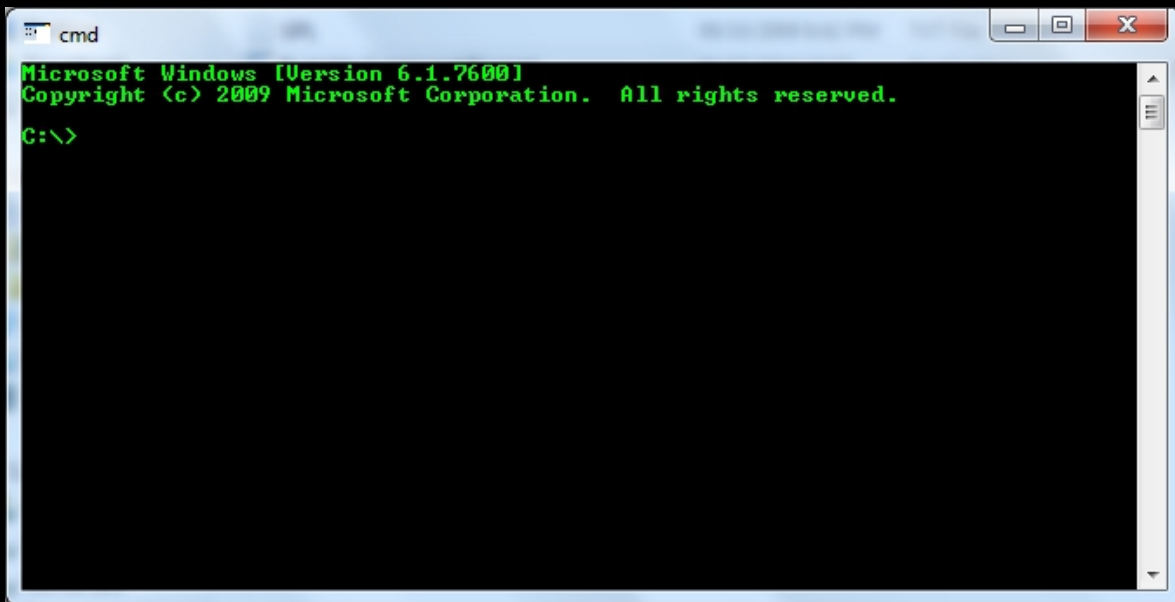 cmd
Microsoft Windows [Version 6.1.7600]
Copyright (c) 2009 Microsoft Corporation.  All rights reserved.
C:\>